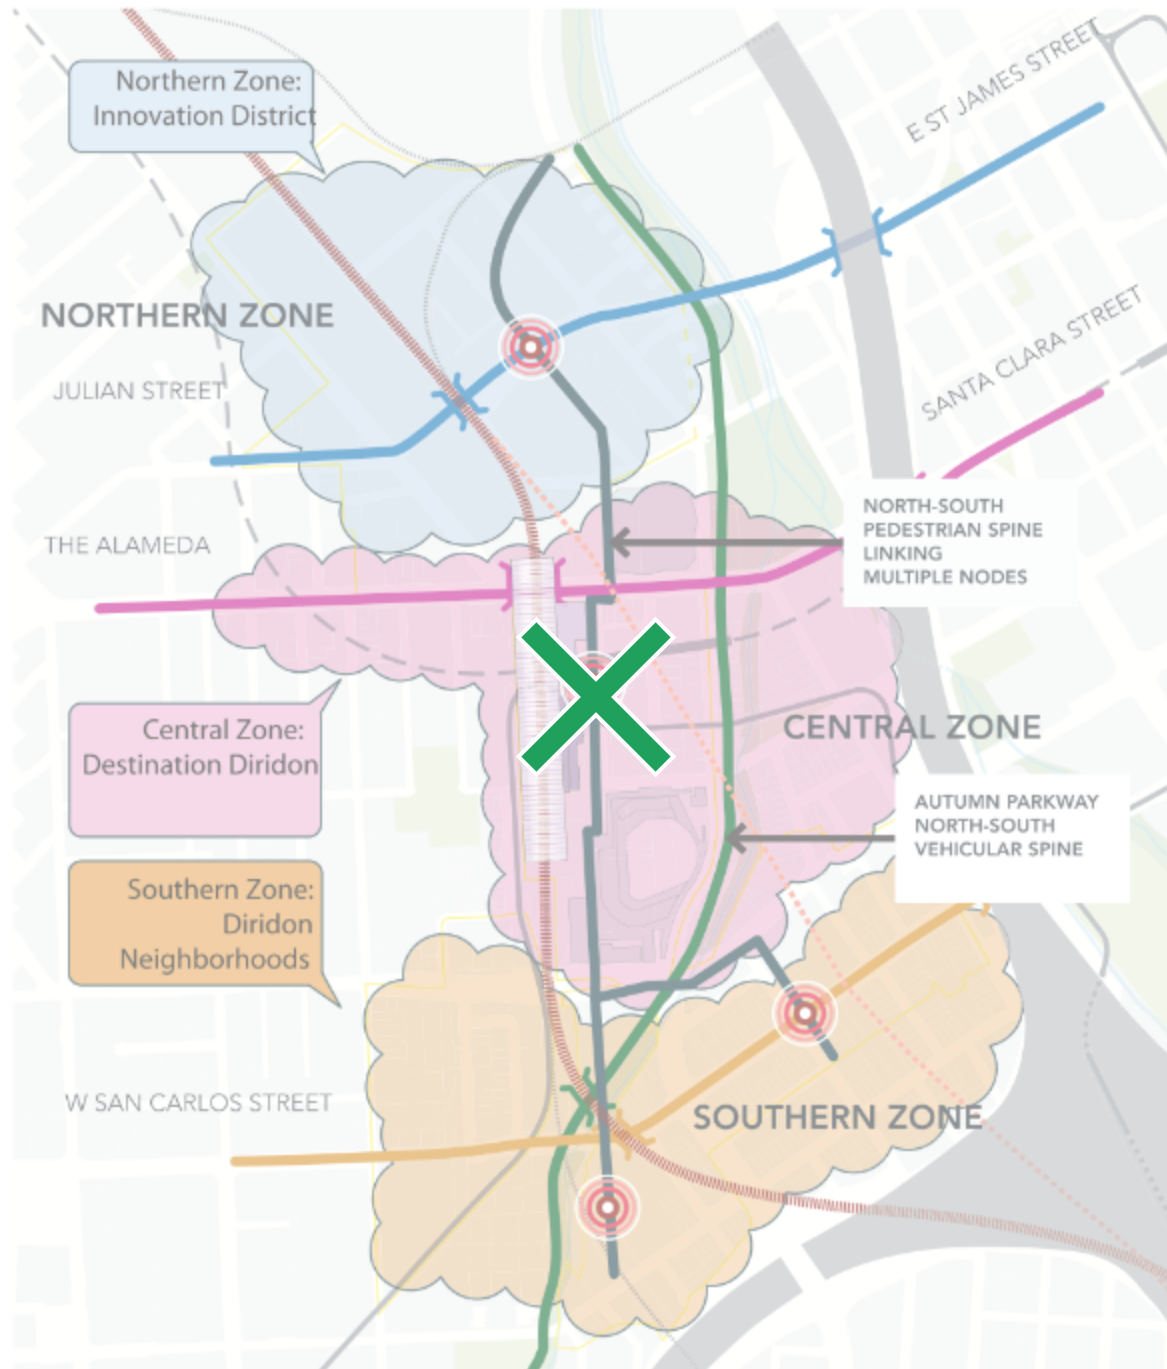 Northern Zone:
Innovation District
E ST JAMES STREET
NORTHERN ZONE
JULIAN STREET
SANTA CLARA STREET
THE ALAMEDA
NORTH-SOUTH
PEDESTRIAN SPINE
LINKING
MULTIPLE NODES
Central Zone:
Destination Diridon
CENTRAL ZONE
AUTUMN PARKWAY
NORTH-SOUTH
VEHICULAR SPINE
Southern Zone:
Diridon
Neighborhoods
W SAN CARLOS STREET
SOUTHERN ZONE